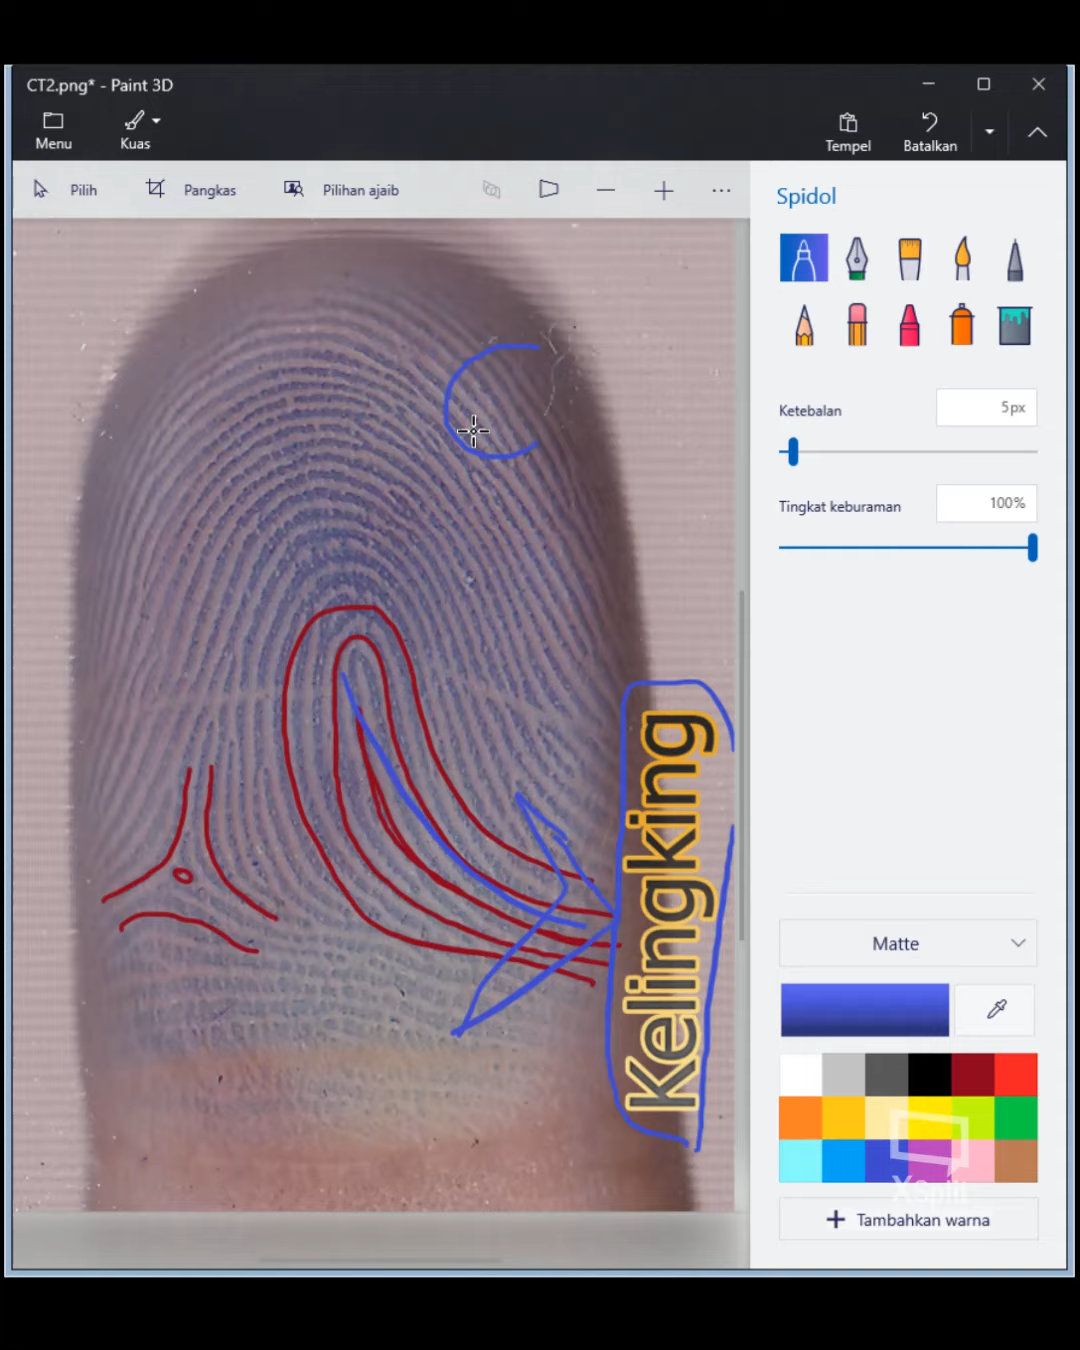 CT2.png* - Paint 3D
Menu
Kuas
Tempel
Batalkan
Pilih
Pangkas
Pilihan ajaib
Spidol
Ketebalan
5px
Tingkat keburaman
100%
Kelingking
Matte
XSplit
Tambahkan warna